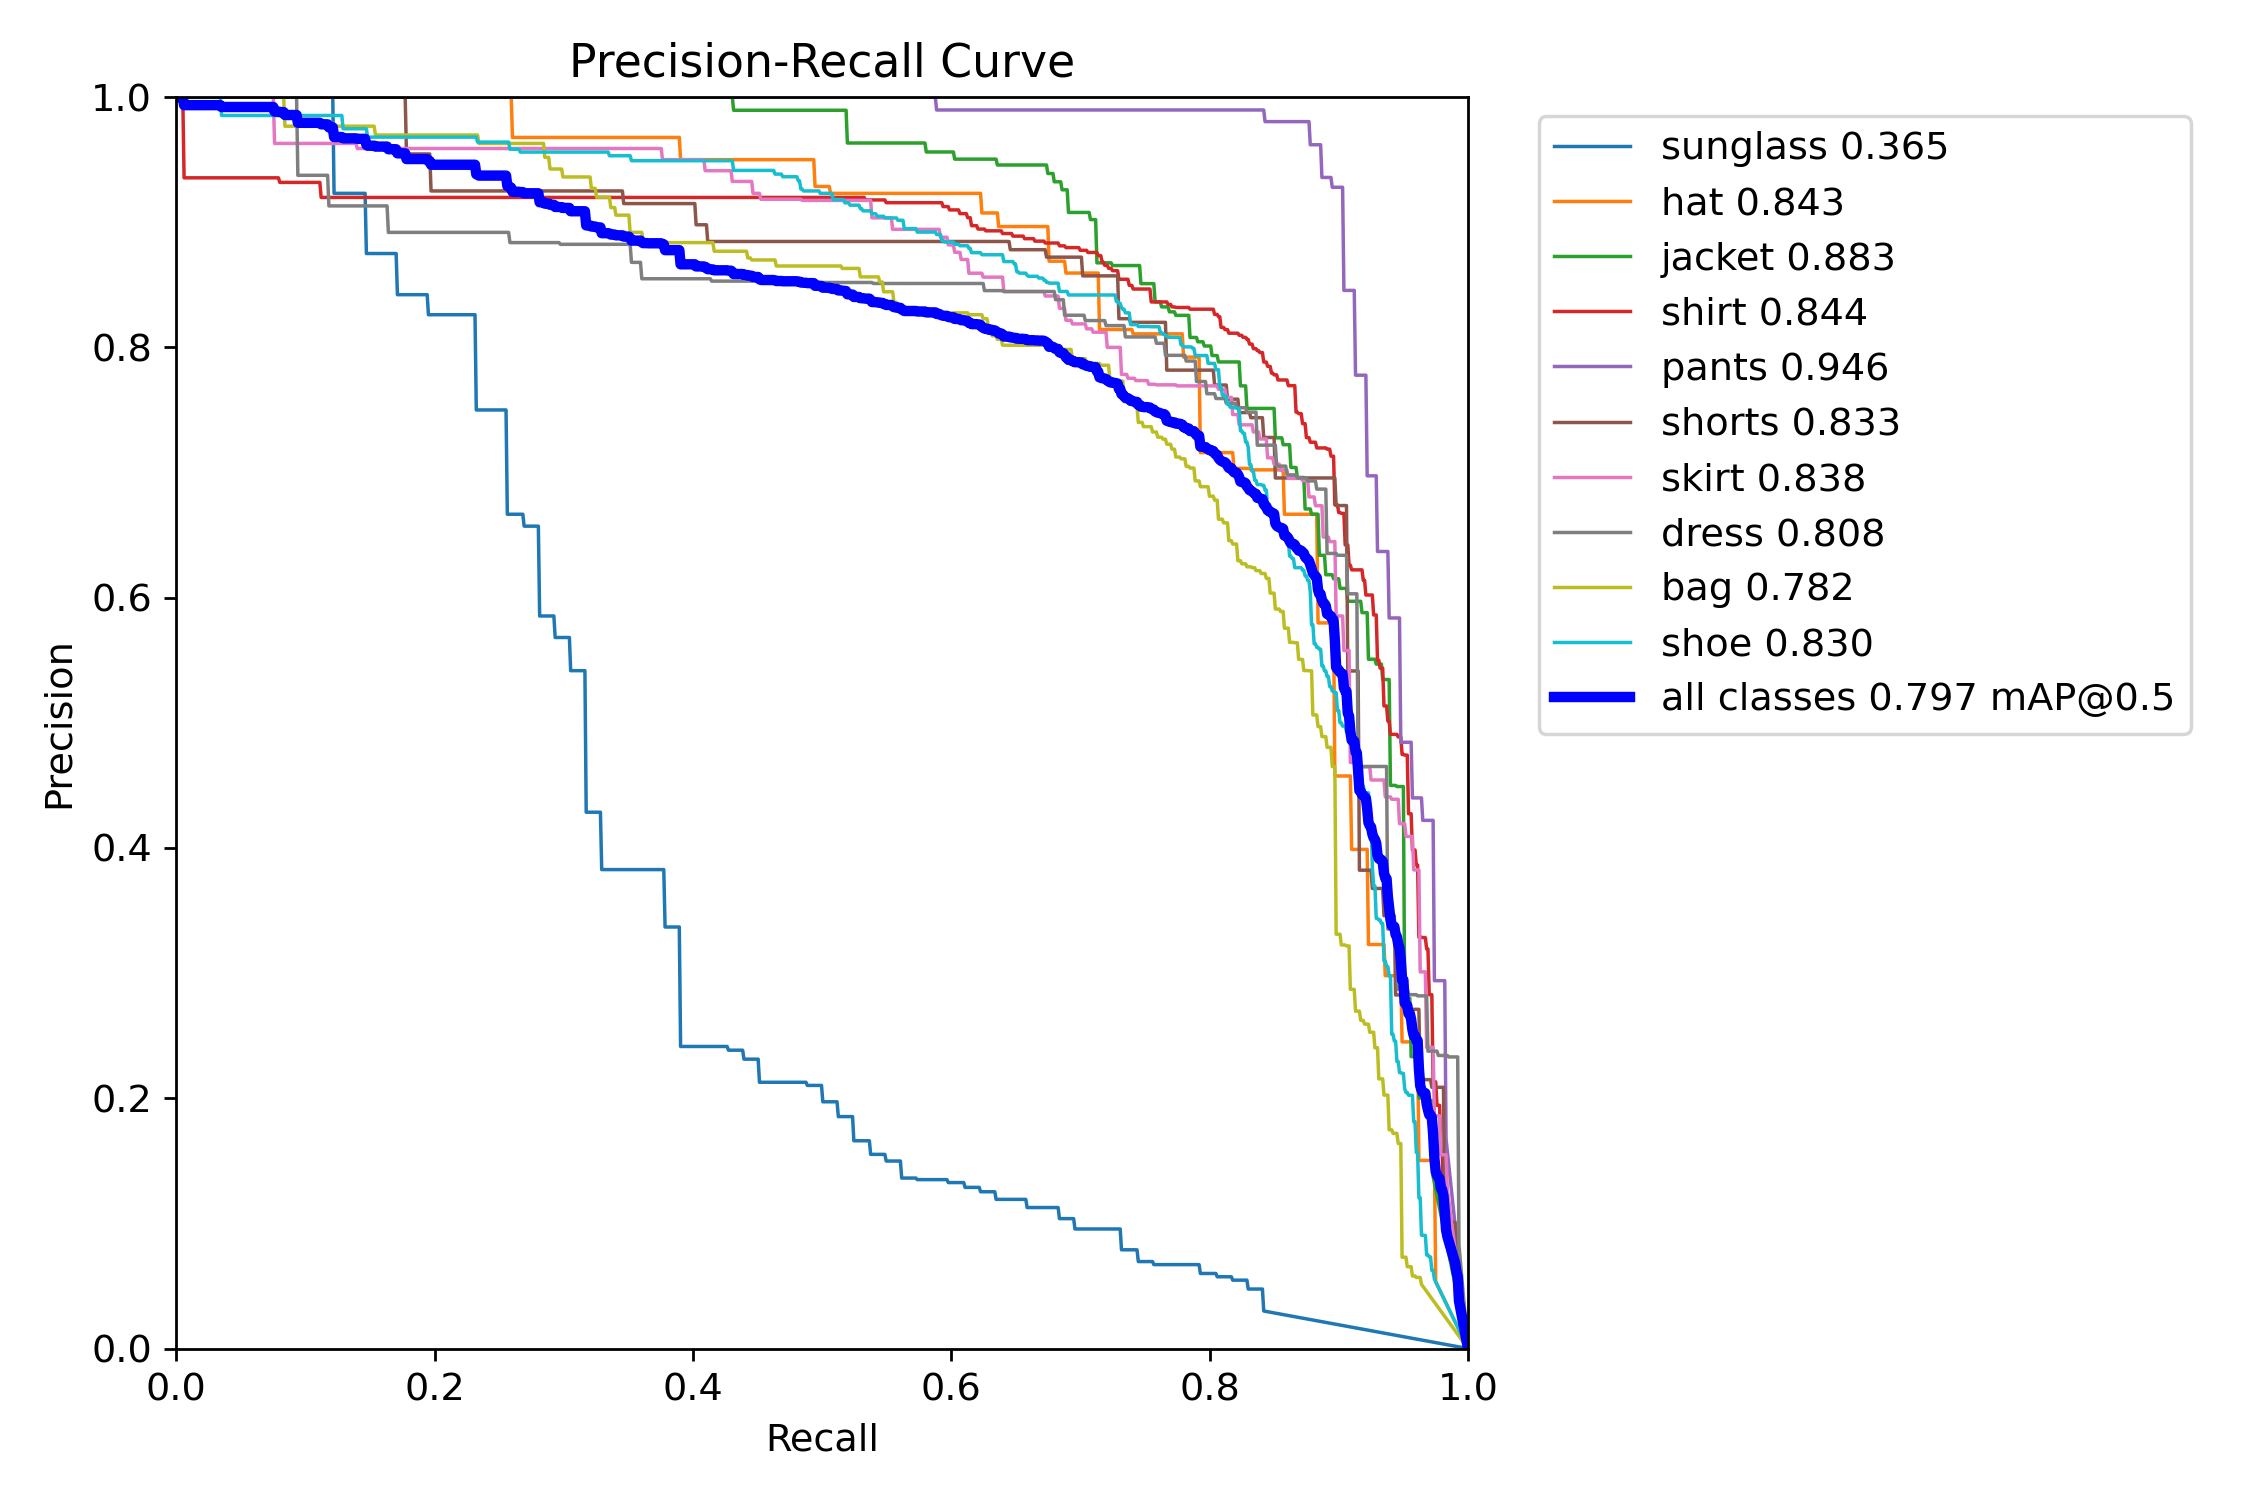 Precision-Recall Curve
1.0
0.8
0.6
0.4
0.2
0.0
Precision
0.0 0.2 0.4 0.6 0.8 1.0
Recall
sunglass 0.365
hat 0.843
jacket 0.883
shirt 0.844
pants 0.946
shorts 0.833
skirt 0.838
dress 0.808
bag 0.782
shoe 0.830
all classes 0.797 mAP@0.5